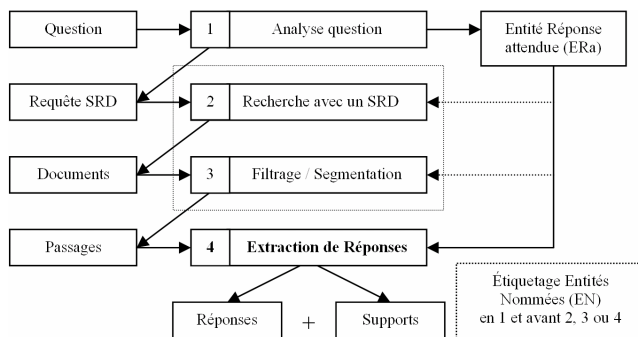 Question
1 Analyse question
Entité Réponse
attendue (ERa)
Requête SRD
2 Recherche avec un SRD
Documents
3 Filtrage / Segmentation
Passages
4 Extraction de Réponses
Étiquetage Entités
Nommées (EN)
en 1 et avant 2, 3 ou 4
Réponses + Supports